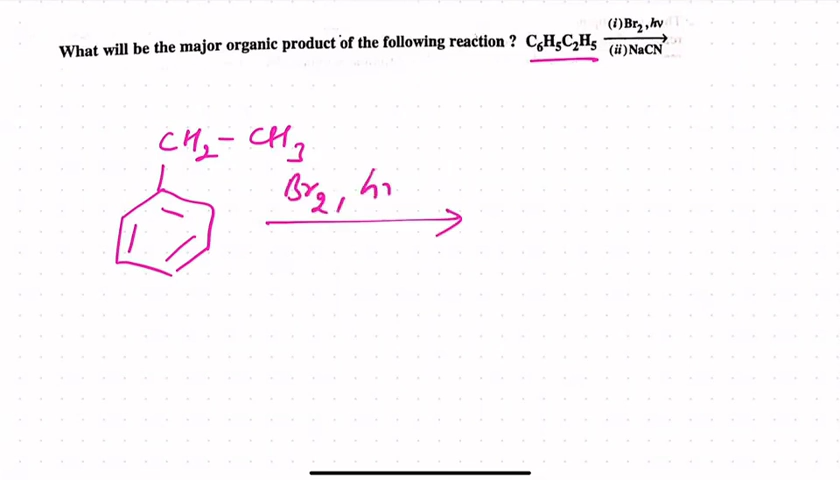 What will be the major organic product of the following reaction ? C₆H₅C₂H₅ (i)Br₂,hν
(ii)NaCN
CH₂ - CH₃
Br₂, hν